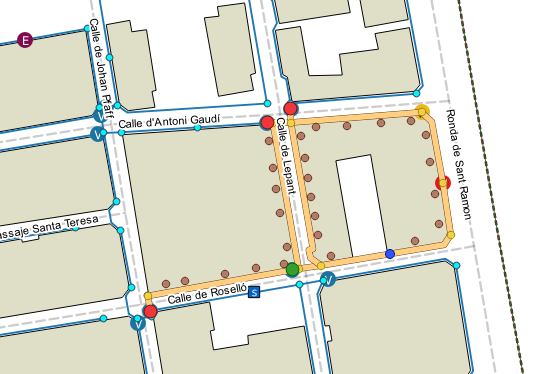 Calle de Johan Pfaff
E
V
Calle d'Antoni Gaudí
V
Calle de Lepant
Ronda de Sant Ramon
assaje Santa Teresa
Calle de Roselló
S
V
V